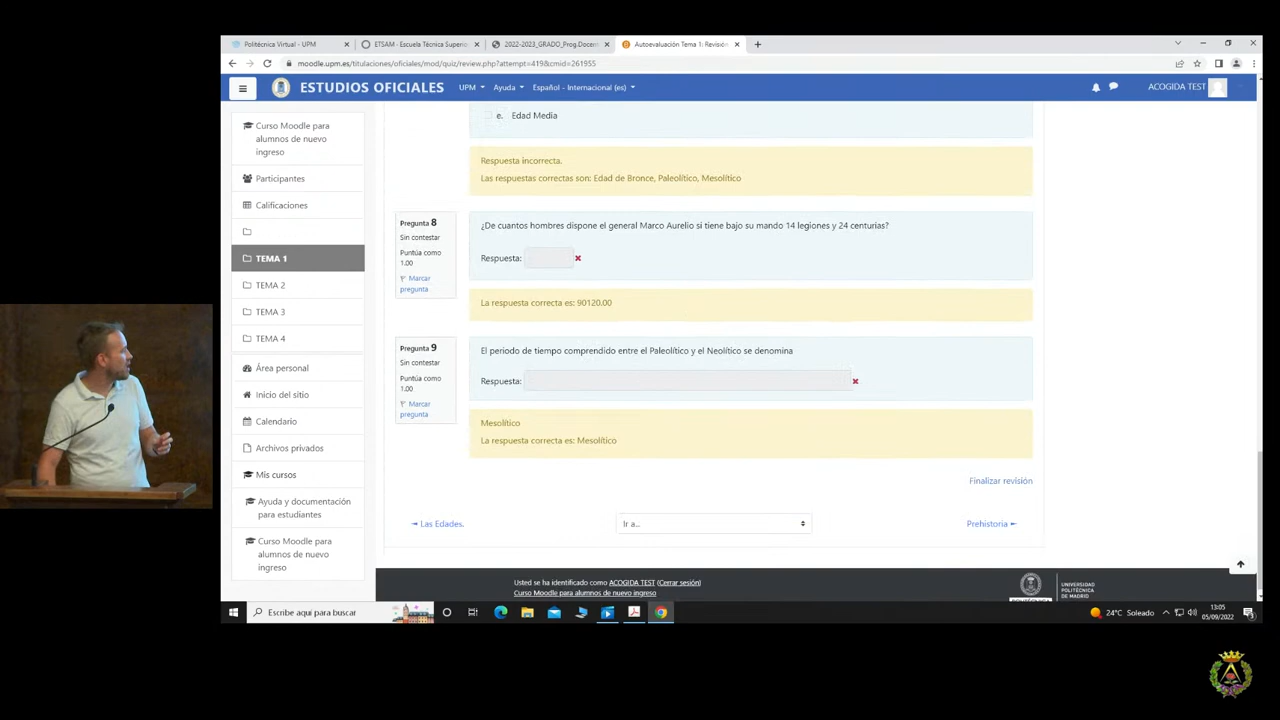 Politécnica Virtual - UPM
ETSAM - Escuela Técnica Superio
2022-2023_GRADO_Prog.Docen
Autoevaluación Tema 1: Revisión
moodle.upm.es/titulaciones/oficiales/mod/quiz/review.php?attempt=419&cmid=261955
ESTUDIOS OFICIALES
UPM
Ayuda
Español - Internacional (es)
ACOGIDA TEST
Curso Moodle para
alumnos de nuevo
ingreso
Participantes
Calificaciones
TEMA 1
TEMA 2
TEMA 3
TEMA 4
Área personal
Inicio del sitio
Calendario
Archivos privados
Mis cursos
Ayuda y documentación
para estudiantes
Curso Moodle para
alumnos de nuevo
ingreso
e. Edad Media
Respuesta incorrecta.
Las respuestas correctas son: Edad de Bronce, Paleolítico, Mesolítico
Pregunta 8
Sin contestar
Puntúa como
1.00
Marcar
pregunta
¿De cuantos hombres dispone el general Marco Aurelio si tiene bajo su mando 14 legiones y 24 centurias?
Respuesta:
La respuesta correcta es: 90120.00
Pregunta 9
Sin contestar
Puntúa como
1.00
Marcar
pregunta
El periodo de tiempo comprendido entre el Paleolítico y el Neolítico se denomina
Respuesta:
Mesolítico
La respuesta correcta es: Mesolítico
Finalizar revisión
◄ Las Edades.
Ir a...
Prehistoria ►
Usted se ha identificado como ACOGIDA TEST (Cerrar sesión)
Curso Moodle para alumnos de nuevo ingreso
UNIVERSIDAD
POLITÉCNICA
DE MADRID
POLITÉCNICA
Escribe aquí para buscar
24°C Soleado
13:05
05/09/2022